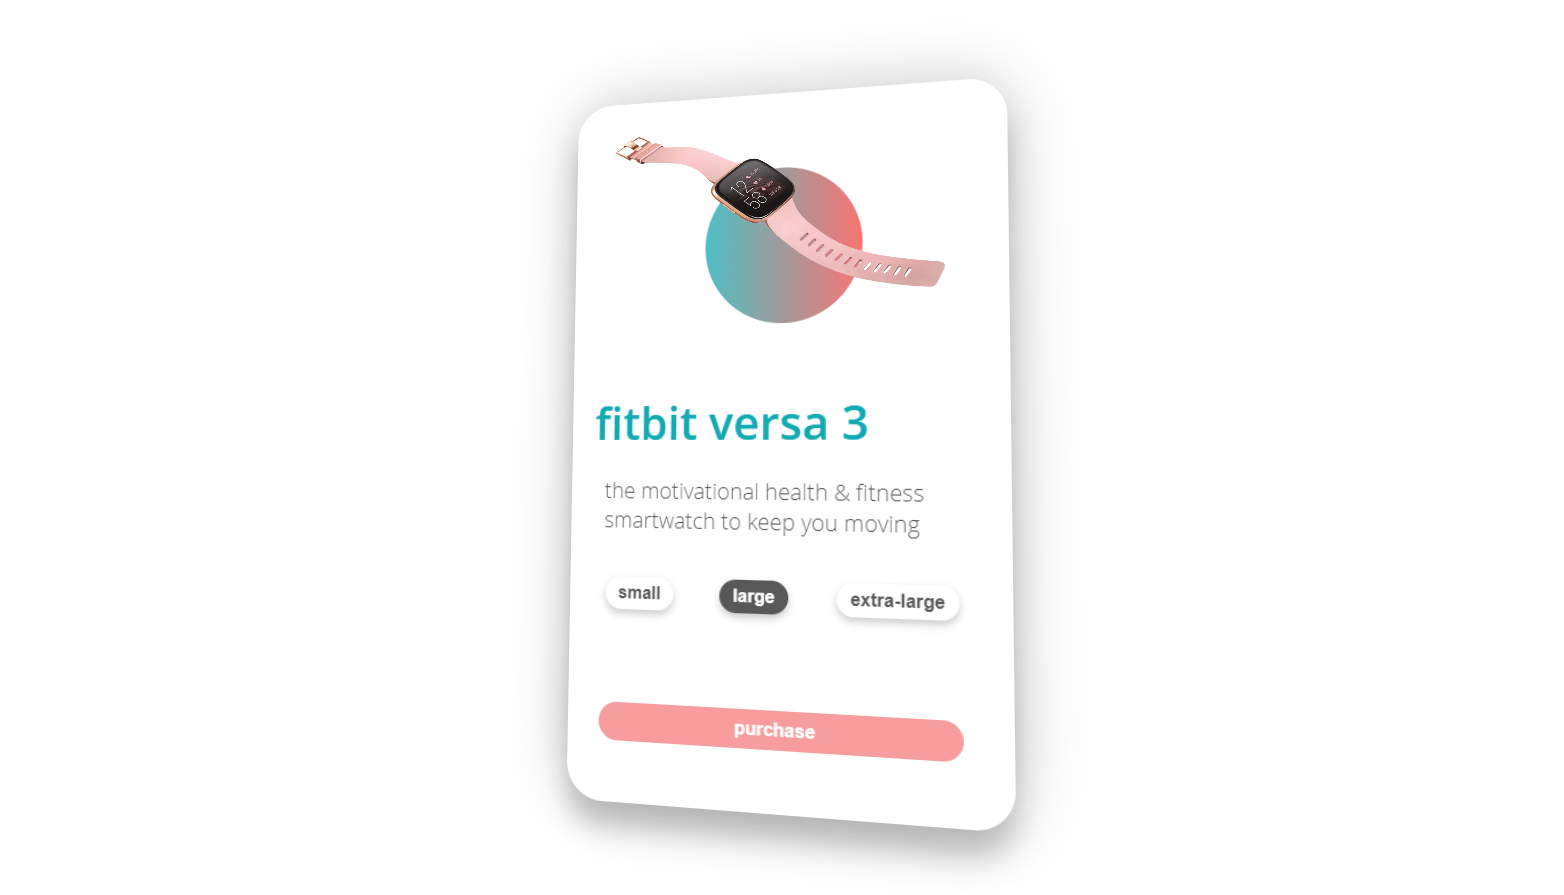 12
58
fitbit versa 3
the motivational health & fitness
smartwatch to keep you moving
small
large
extra-large
purchase